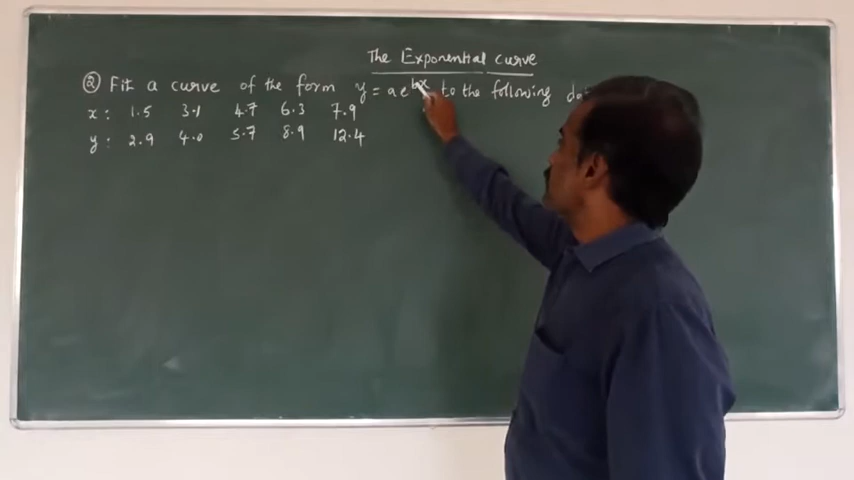 The Exponential curve
② Fit a curve of the form y = a e^bx to the following
x: 1.5 3.1 4.7 6.3 7.9
y: 2.9 4.0 5.7 8.9 12.4